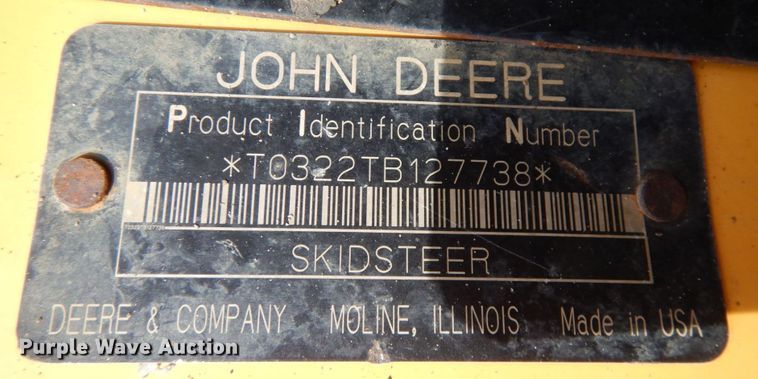 JOHN DEERE
Product Identification Number
*T0322TB127738*
SKIDSTEER
DEERE & COMPANY MOLINE, ILLINOIS Made in USA
Purple Wave Auction